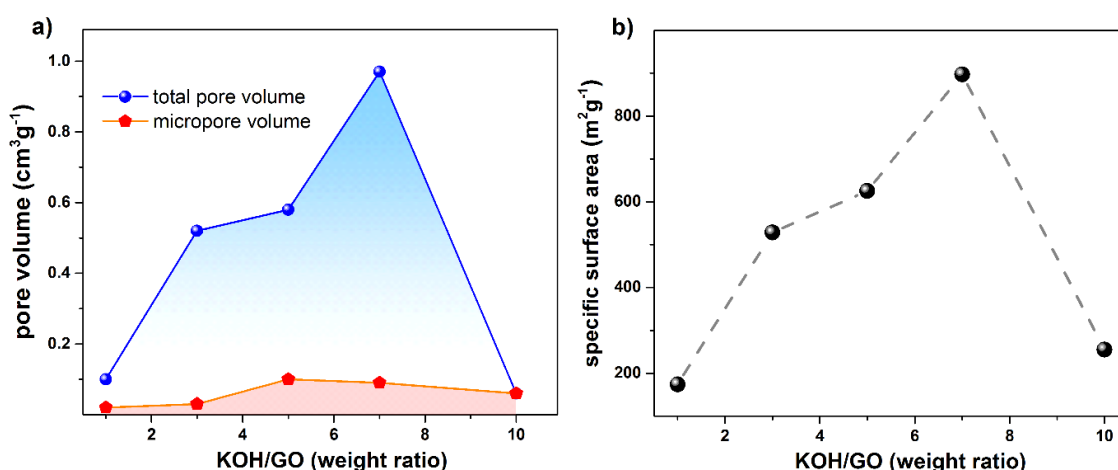 a)
pore volume (cm³g⁻¹)
1.0
0.8
0.6
0.4
0.2
total pore volume
micropore volume
2 4 6 8 10
KOH/GO (weight ratio)
b)
specific surface area (m²g⁻¹)
800
600
400
200
2 4 6 8 10
KOH/GO (weight ratio)